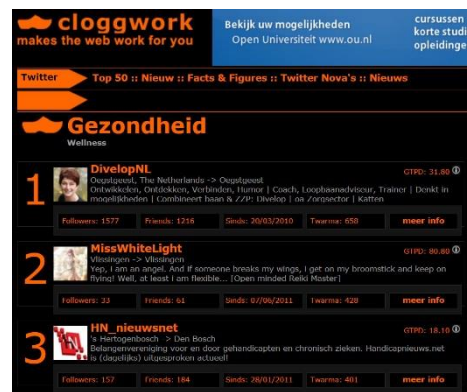 cloggwork
makes the web work for you
Bekijk uw mogelijkheden
Open Universiteit www.ou.nl
cursussen
korte studi
opleidinge
Twitter
Top 50 :: Nieuw :: Facts & Figures :: Twitter Nova's :: Nieuws
Gezondheid
Wellness
1
DivelopNL
GTPD: 31.80
Oegstgeest, The Netherlands -> Oegstgeest
Ontwikkelen, Ontdekken, Verbinden, Humor | Coach, Loopbaanadviseur, Trainer | Denkt in
mogelijkheden | Combineert baan & ZZP: Divelop | oa Zorgsector | Katten
Followers: 1577 Friends: 1216 Sinds: 20/03/2010 Twarma: 658 meer info
2
MissWhiteLight
GTPD: 80.80
Vlissingen -> Vlissingen
Yep, i am an angel. And if someone breaks my wings, i get on my broomstick and keep on
flying! Well, at least i am flexible... [Open minded Reiki Master]
Followers: 33 Friends: 61 Sinds: 07/06/2011 Twarma: 428 meer info
3
HN_nieuwsnet
GTPD: 18.10
's Hertogenbosch -> Den Bosch
Belangenvereniging voor en door gehandicapten en chronisch zieken. Handicapnieuws.net
is (dagelijks) uitgesproken actueel!
Followers: 157 Friends: 184 Sinds: 28/01/2011 Twarma: 401 meer info